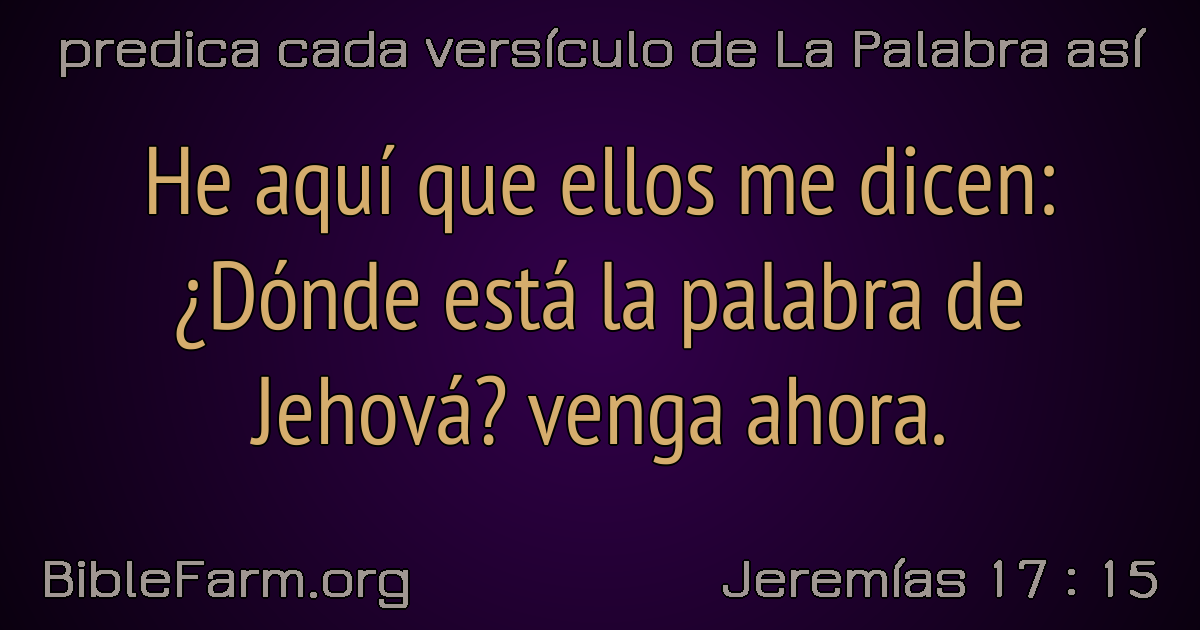 predica cada versículo de La Palabra así
He aquí que ellos me dicen:
¿Dónde está la palabra de
Jehová? venga ahora.
BibleFarm.org
Jeremías 17 : 15